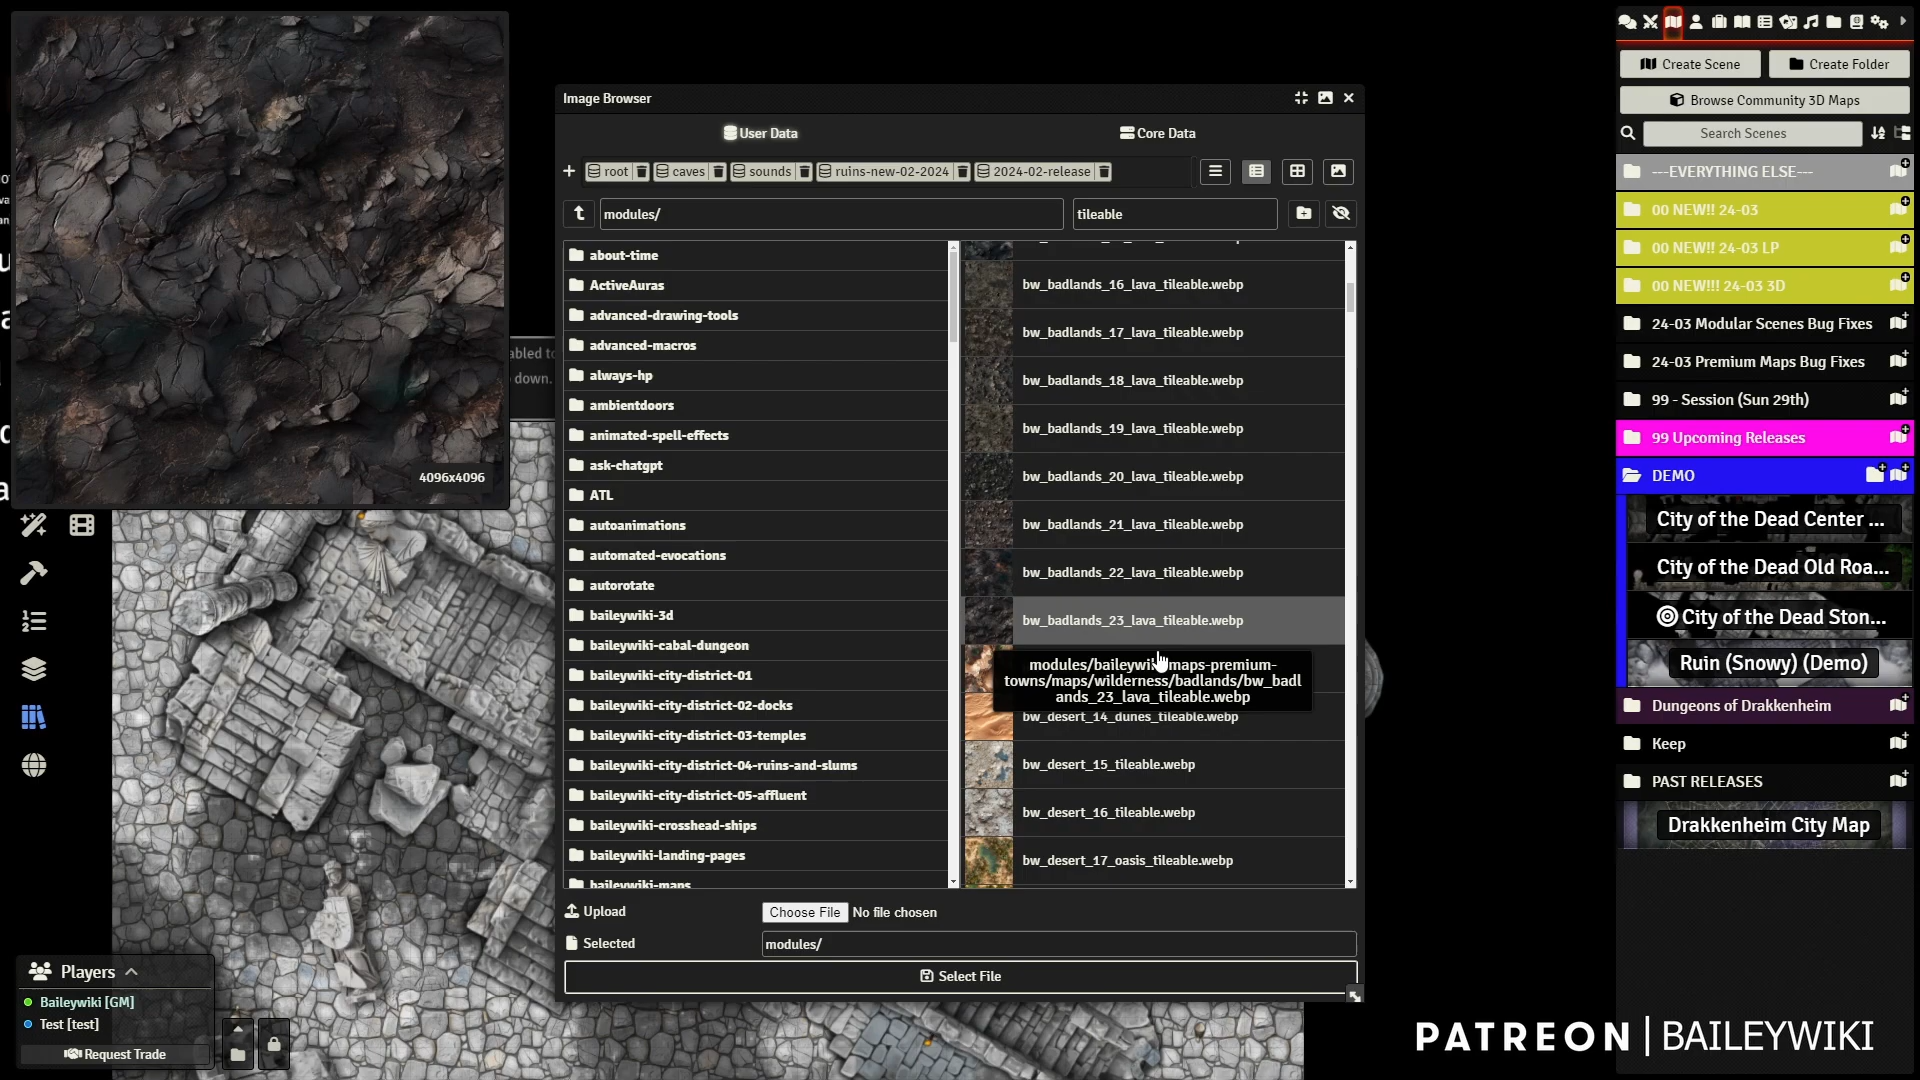 4096x4096
Image Browser
User Data
Core Data
root
caves
sounds
ruins-new-02-2024
2024-02-release
modules/
tileable
about-time
ActiveAuras
advanced-drawing-tools
advanced-macros
always-hp
ambientdoors
animated-spell-effects
ask-chatgpt
ATL
autoanimations
automated-evocations
autorotate
baileywiki-3d
baileywiki-cabal-dungeon
baileywiki-city-district-01
baileywiki-city-district-02-docks
baileywiki-city-district-03-temples
baileywiki-city-district-04-ruins-and-slums
baileywiki-city-district-05-affluent
baileywiki-crosshead-ships
baileywiki-landing-pages
baileywiki-maps
bw_badlands_16_lava_tileable.webp
bw_badlands_17_lava_tileable.webp
bw_badlands_18_lava_tileable.webp
bw_badlands_19_lava_tileable.webp
bw_badlands_20_lava_tileable.webp
bw_badlands_21_lava_tileable.webp
bw_badlands_22_lava_tileable.webp
bw_badlands_23_lava_tileable.webp
modules/baileywiki-maps-premium-
towns/maps/wilderness/badlands/bw_badl
ands_23_lava_tileable.webp
bw_desert_14_dunes_tileable.webp
bw_desert_15_tileable.webp
bw_desert_16_tileable.webp
bw_desert_17_oasis_tileable.webp
Upload
Choose File No file chosen
Selected
modules/
Select File
abled to
down.
Players
Baileywiki [GM]
Test [test]
Request Trade
Create Scene
Create Folder
Browse Community 3D Maps
Search Scenes
---EVERYTHING ELSE---
00 NEW!! 24-03
00 NEW!! 24-03 LP
00 NEW!!! 24-03 3D
24-03 Modular Scenes Bug Fixes
24-03 Premium Maps Bug Fixes
99 - Session (Sun 29th)
99 Upcoming Releases
DEMO
City of the Dead Center ...
City of the Dead Old Roa...
City of the Dead Ston...
Ruin (Snowy) (Demo)
Dungeons of Drakkenheim
Keep
PAST RELEASES
Drakkenheim City Map
PATREON | BAILEYWIKI